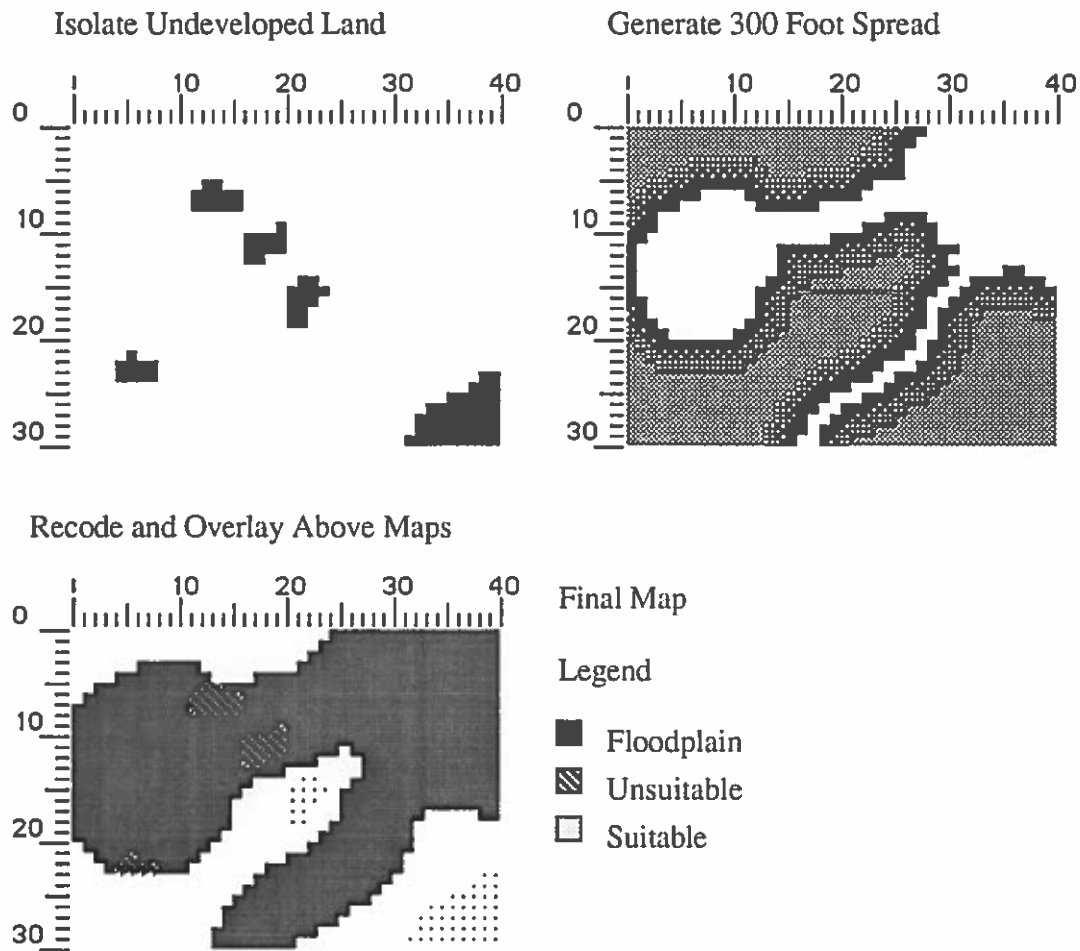 Isolate Undeveloped Land
Generate 300 Foot Spread
0 10 20 30 40
0
10
20
30
0 10 20 30 40
0
10
20
30
Recode and Overlay Above Maps
10 20 30 40
0
10
20
30
Final Map
Legend
Floodplain
Unsuitable
Suitable